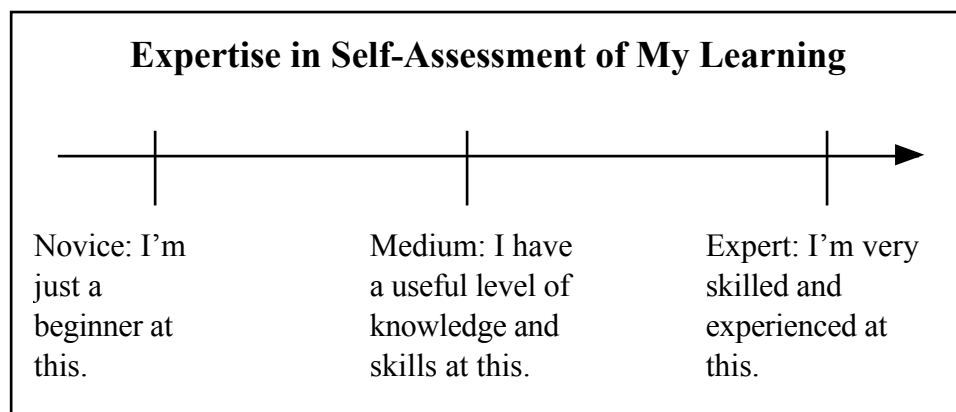 Expertise in Self-Assessment of My Learning
Novice: I’m
just a
beginner at
this.
Medium: I have
a useful level of
knowledge and
skills at this.
Expert: I’m very
skilled and
experienced at
this.